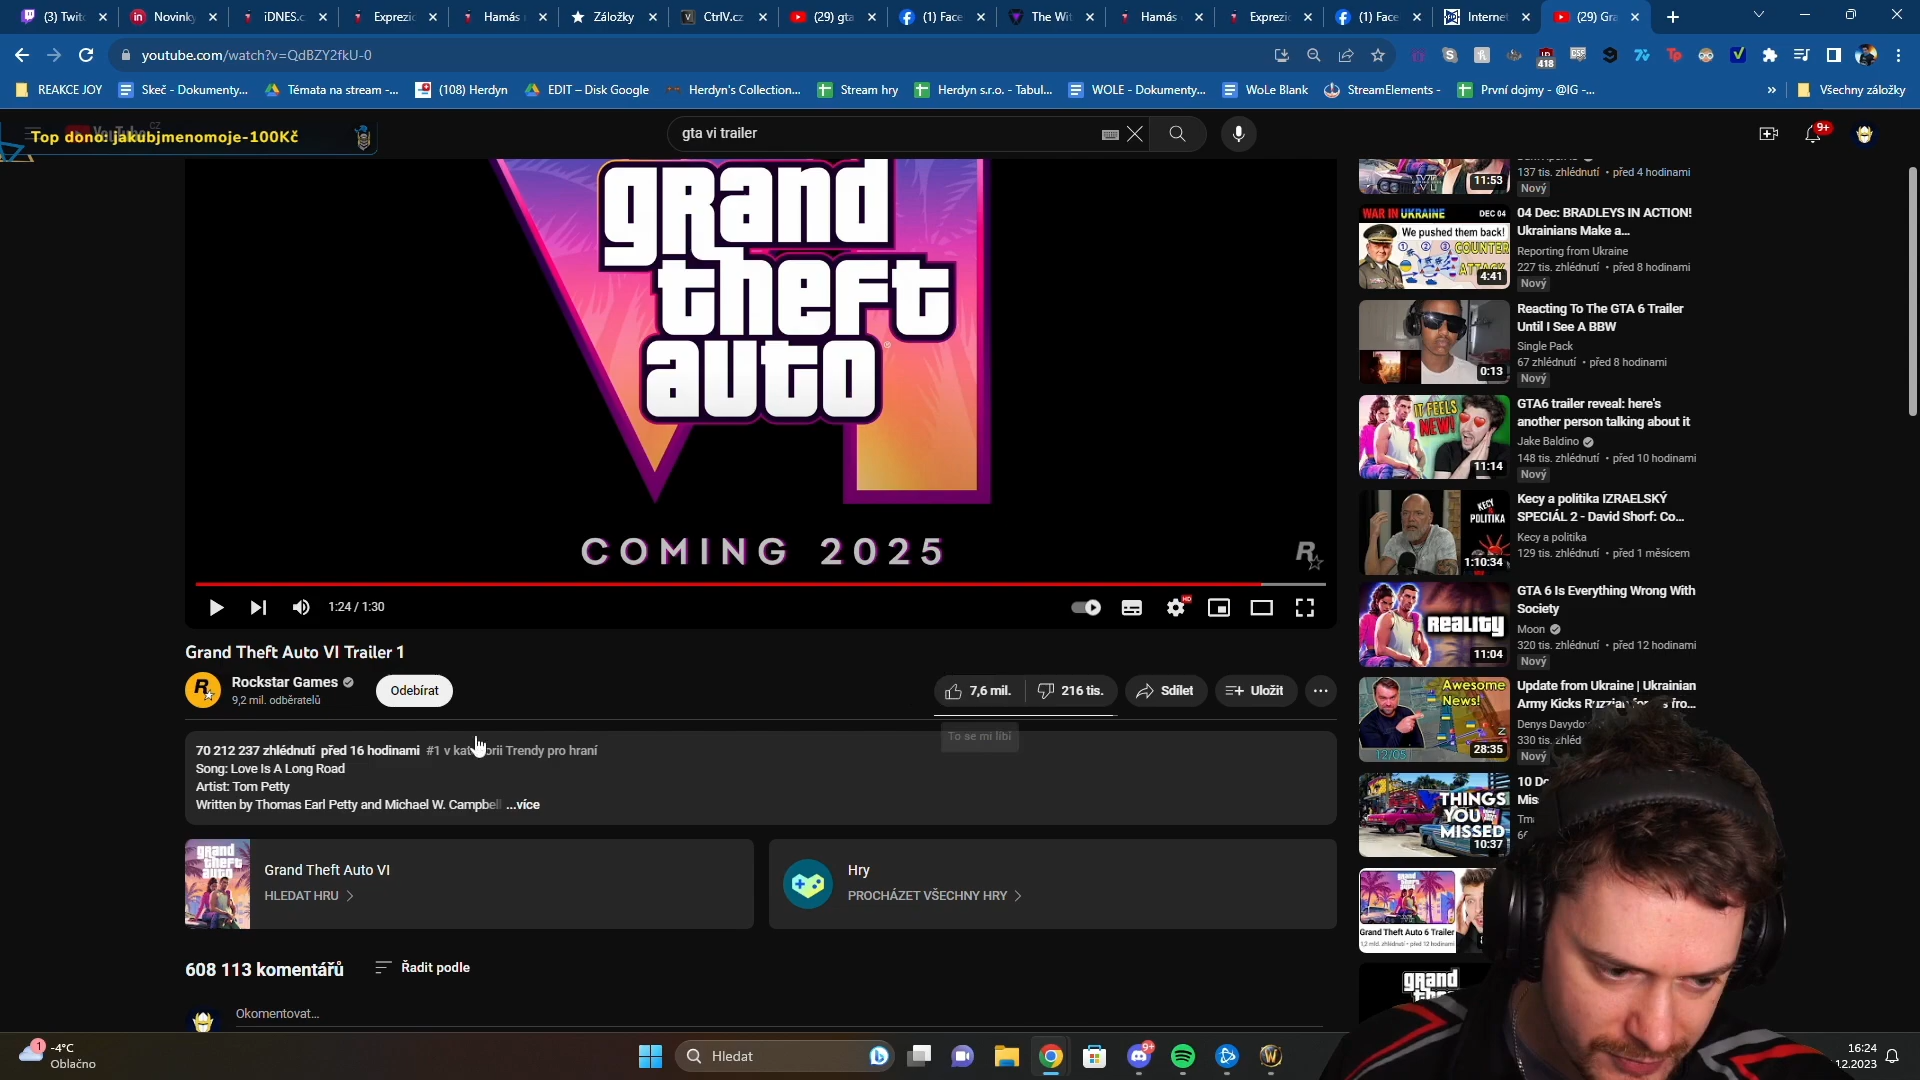 (3) Twitc
Novinky
iDNES.c
Exprezic
Hamás
Záložky
CtrlV.cz
(29) gta
(1) Face
The Wit
Hamás
Exprezic
(1) Face
Internet
(29) Gra
youtube.com/watch?v=QdBZY2fkU-0
418
REAKCE JOY
Skeč - Dokumenty...
Témata na stream -...
(108) Herdyn
EDIT – Disk Google
Herdyn's Collection...
Stream hry
Herdyn s.r.o. - Tabul...
WOLE - Dokumenty...
WoLe Blank
StreamElements -
První dojmy - @IG -...
»
Všechny záložky
Top dono: jakubjmenomoje-100Kč
gta vi trailer
9+
grand
theft
auto
COMING 2025
1:24 / 1:30
Grand Theft Auto VI Trailer 1
Rockstar Games
9,2 mil. odběratelů
Odebírat
7,6 mil.
216 tis.
Sdílet
Uložit
To se mi líbí
70 212 237 zhlédnutí před 16 hodinami #1 v kategorii Trendy pro hraní
Song: Love Is A Long Road
Artist: Tom Petty
Written by Thomas Earl Petty and Michael W. Campbell ...více
Grand Theft Auto VI
HLEDAT HRU
Hry
PROCHÁZET VŠECHNY HRY
608 113 komentářů
Řadit podle
Okomentovat...
11:53
137 tis. zhlédnutí • před 4 hodinami
Nový
WAR IN UKRAINE DEC 04
We pushed them back!
COUNTER
ATTACK
4:41
04 Dec: BRADLEYS IN ACTION!
Ukrainians Make a...
Reporting from Ukraine
227 tis. zhlédnutí • před 8 hodinami
Nový
0:13
Reacting To The GTA 6 Trailer
Until I See A BBW
Single Pack
67 zhlédnutí • před 8 hodinami
Nový
IT FEELS
NEW!
11:14
GTA6 trailer reveal: here's
another person talking about it
Jake Baldino
148 tis. zhlédnutí • před 10 hodinami
Nový
KECY
POLITIKA
1:10:34
Kecy a politika IZRAELSKÝ
SPECIÁL 2 - David Shorf: Co...
Kecy a politika
129 tis. zhlédnutí • před 1 měsícem
REALITY
11:04
GTA 6 Is Everything Wrong With
Society
Moon
320 tis. zhlédnutí • před 12 hodinami
Nový
Awesome
News!
12/05
28:35
Update from Ukraine | Ukrainian
Army Kicks Ruzzian
Denys Davydov
330 tis. zhléd
Nový
THINGS
YOU
MISSED
10:37
10
Grand Theft Auto 6 Trailer
grand
-4°C
Oblačno
Hledat
9+
16:24
.12.2023